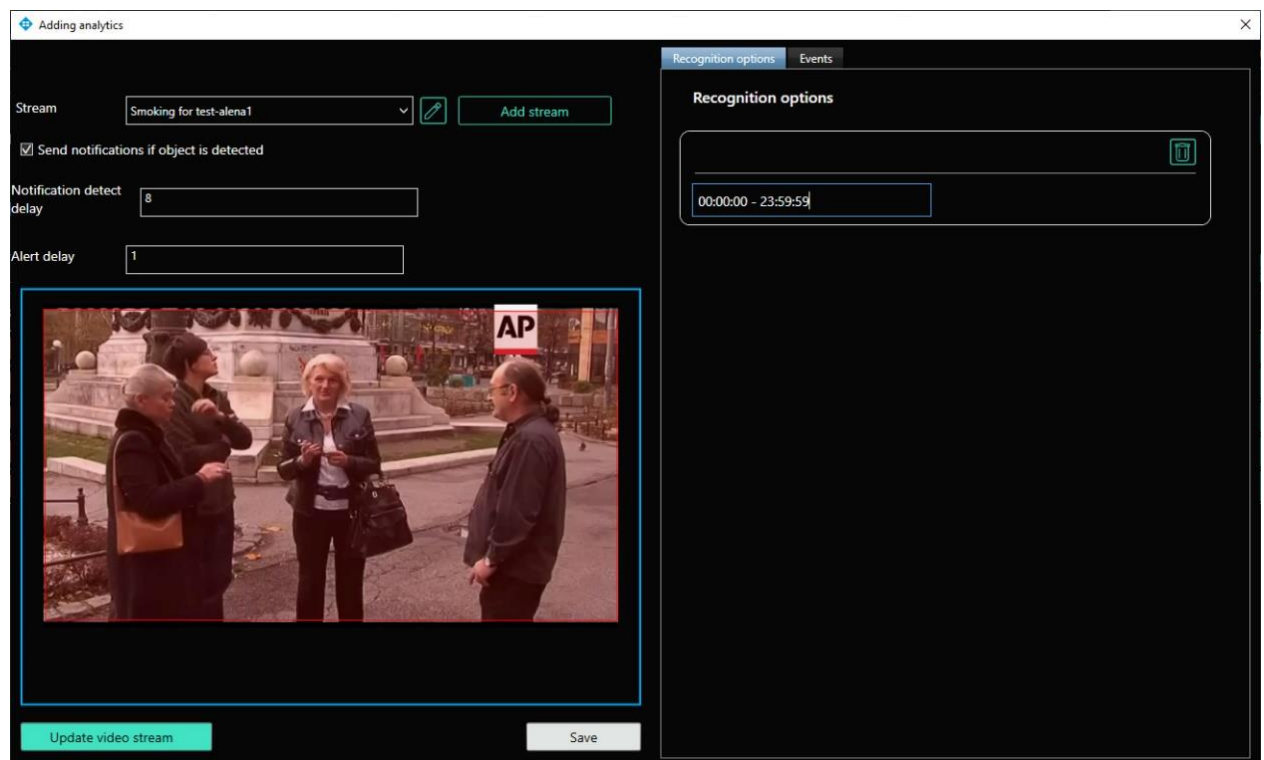 Adding analytics
Recognition options
Events
Stream
Smoking for test-alena1
Add stream
Send notifications if object is detected
Notification detect
delay
8
Alert delay
1
AP
Update video stream
Save
Recognition options
00:00:00 - 23:59:59